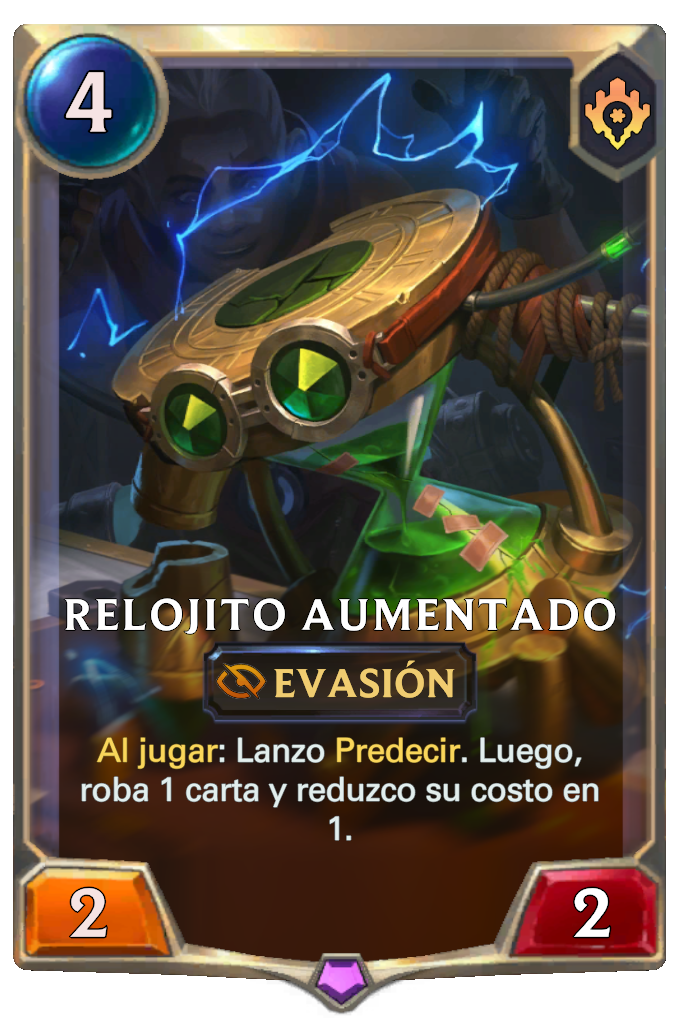 4
RELOJITO AUMENTADO
EVASIÓN
Al jugar: Lanzo Predecir. Luego,
roba 1 carta y reduzco su costo en
1.
2
2